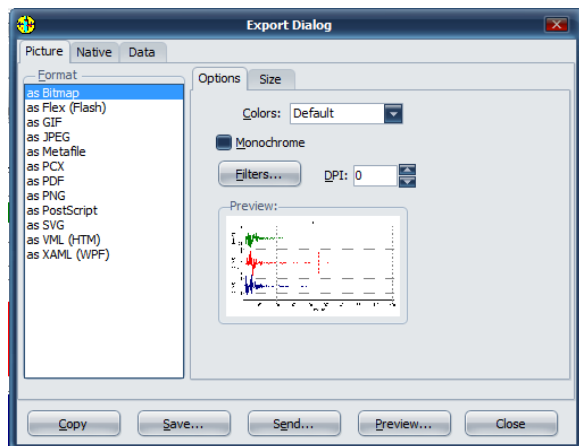 Export Dialog
Picture Native Data
Format
as Bitmap
as Flex (Flash)
as GIF
as JPEG
as Metafile
as PCX
as PDF
as PNG
as PostScript
as SVG
as VML (HTM)
as XAML (WPF)
Options Size
Colors: Default
Monochrome
Filters... DPI: 0
Preview:
Copy Save... Send... Preview... Close